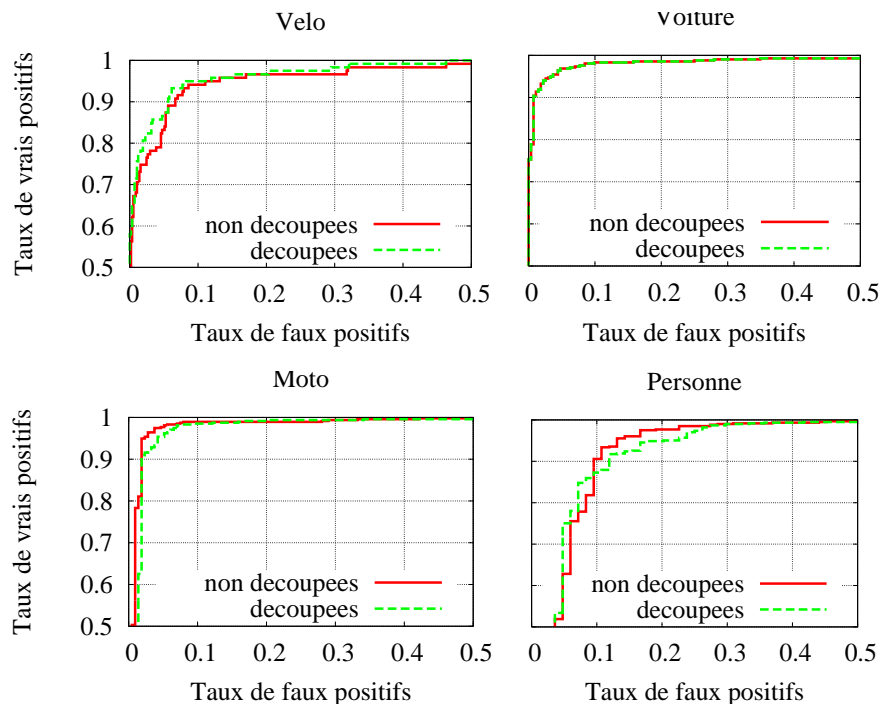 Velo
Taux de vrais positifs
1
0.9
0.8
0.7
0.6
0.5
non decoupees
decoupees
0 0.1 0.2 0.3 0.4 0.5
Taux de faux positifs
Voiture
non decoupees
decoupees
0 0.1 0.2 0.3 0.4 0.5
Taux de faux positifs
Moto
Taux de vrais positifs
1
0.9
0.8
0.7
0.6
0.5
non decoupees
decoupees
0 0.1 0.2 0.3 0.4 0.5
Taux de faux positifs
Personne
non decoupees
decoupees
0 0.1 0.2 0.3 0.4 0.5
Taux de faux positifs